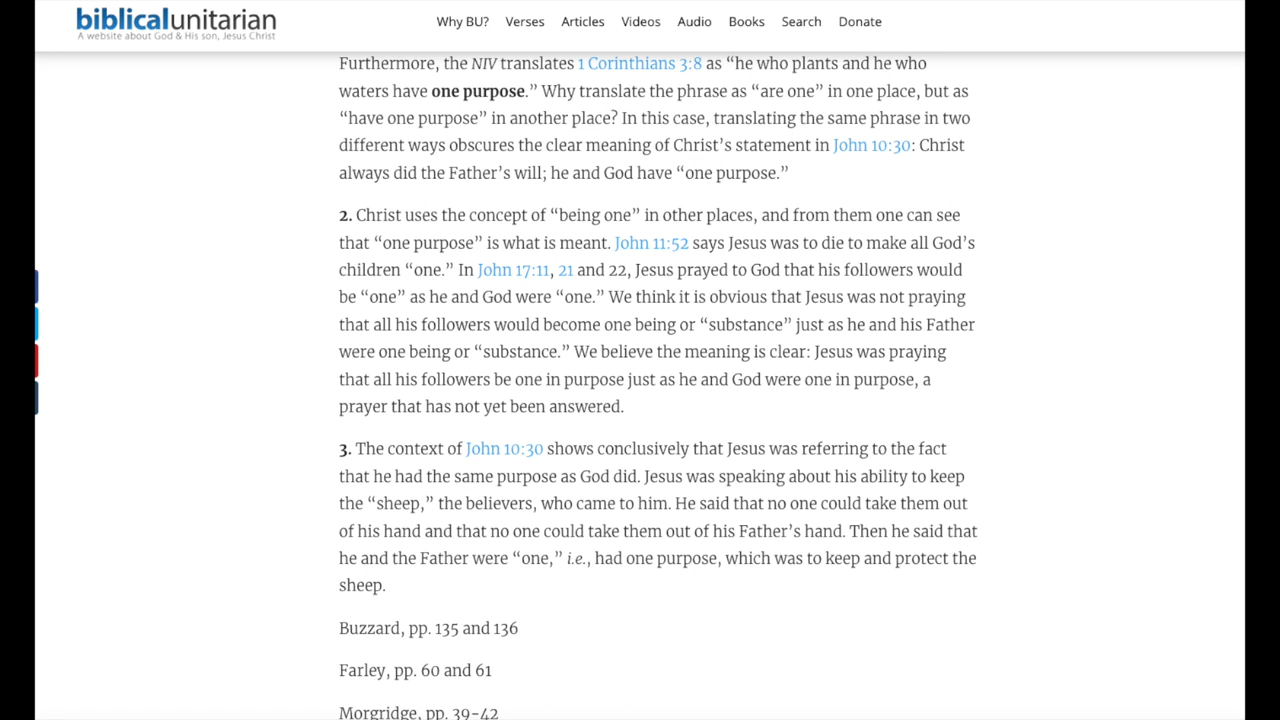 biblicalunitarian
A website about God & His son, Jesus Christ
Why BU? Verses Articles Videos Audio Books Search Donate
Furthermore, the NIV translates 1 Corinthians 3:8 as “he who plants and he who
waters have one purpose.” Why translate the phrase as “are one” in one place, but as
“have one purpose” in another place? In this case, translating the same phrase in two
different ways obscures the clear meaning of Christ’s statement in John 10:30: Christ
always did the Father’s will; he and God have “one purpose.”
2. Christ uses the concept of “being one” in other places, and from them one can see
that “one purpose” is what is meant. John 11:52 says Jesus was to die to make all God’s
children “one.” In John 17:11, 21 and 22, Jesus prayed to God that his followers would
be “one” as he and God were “one.” We think it is obvious that Jesus was not praying
that all his followers would become one being or “substance” just as he and his Father
were one being or “substance.” We believe the meaning is clear: Jesus was praying
that all his followers be one in purpose just as he and God were one in purpose, a
prayer that has not yet been answered.
3. The context of John 10:30 shows conclusively that Jesus was referring to the fact
that he had the same purpose as God did. Jesus was speaking about his ability to keep
the “sheep,” the believers, who came to him. He said that no one could take them out
of his hand and that no one could take them out of his Father’s hand. Then he said that
he and the Father were “one,” i.e., had one purpose, which was to keep and protect the
sheep.
Buzzard, pp. 135 and 136
Farley, pp. 60 and 61
Morgridge, pp. 39-42